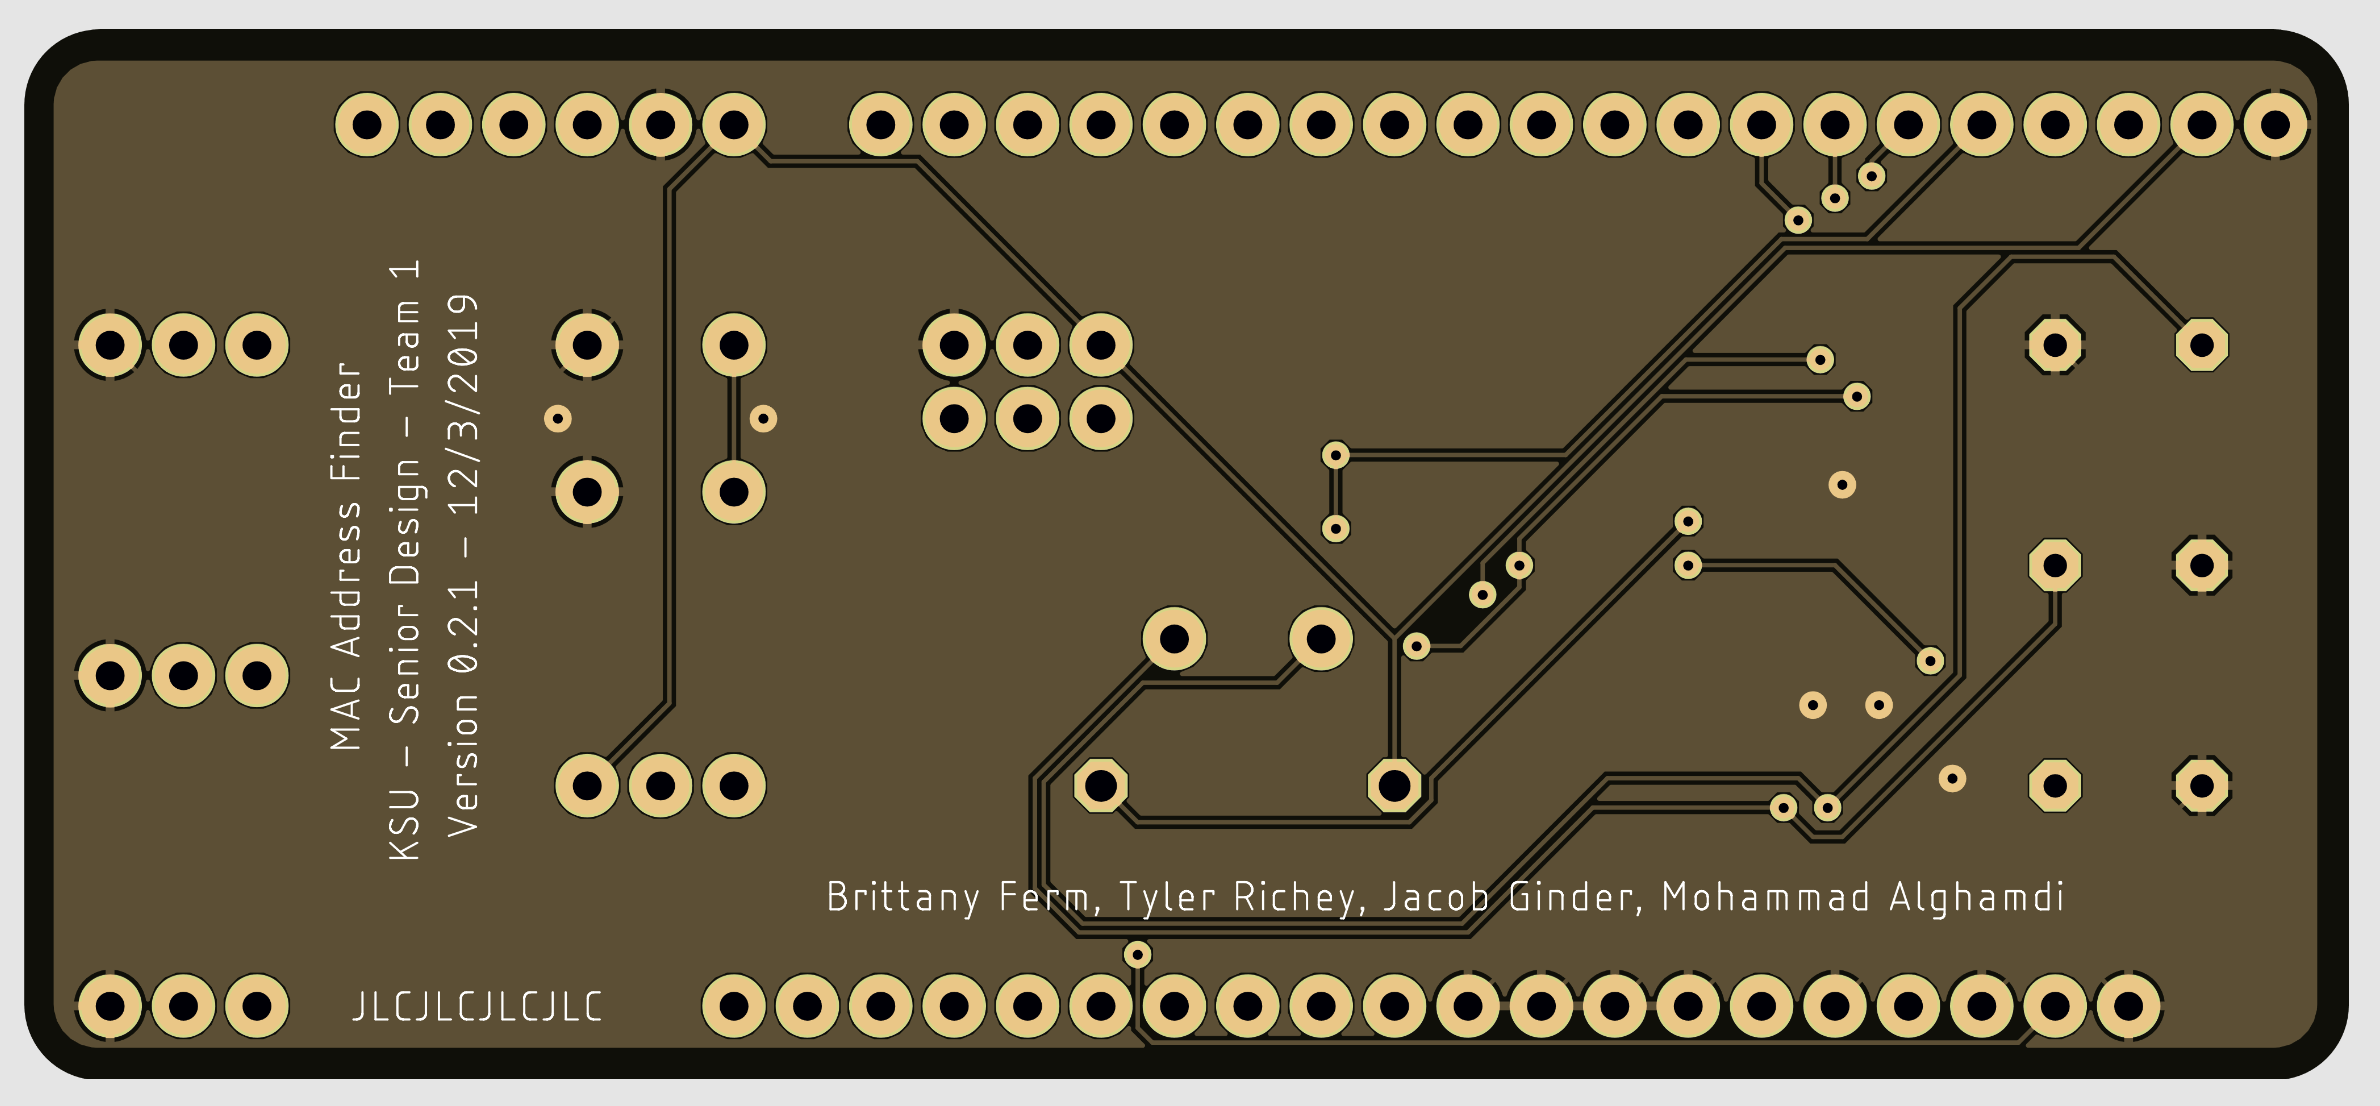 MAC Address Finder
KSU - Senior Design - Team 1
Version 0.2.1 - 12/3/2019
Brittany Ferm, Tyler Richey, Jacob Ginder, Mohammad Alghamdi
JLCJLCJLCJLC